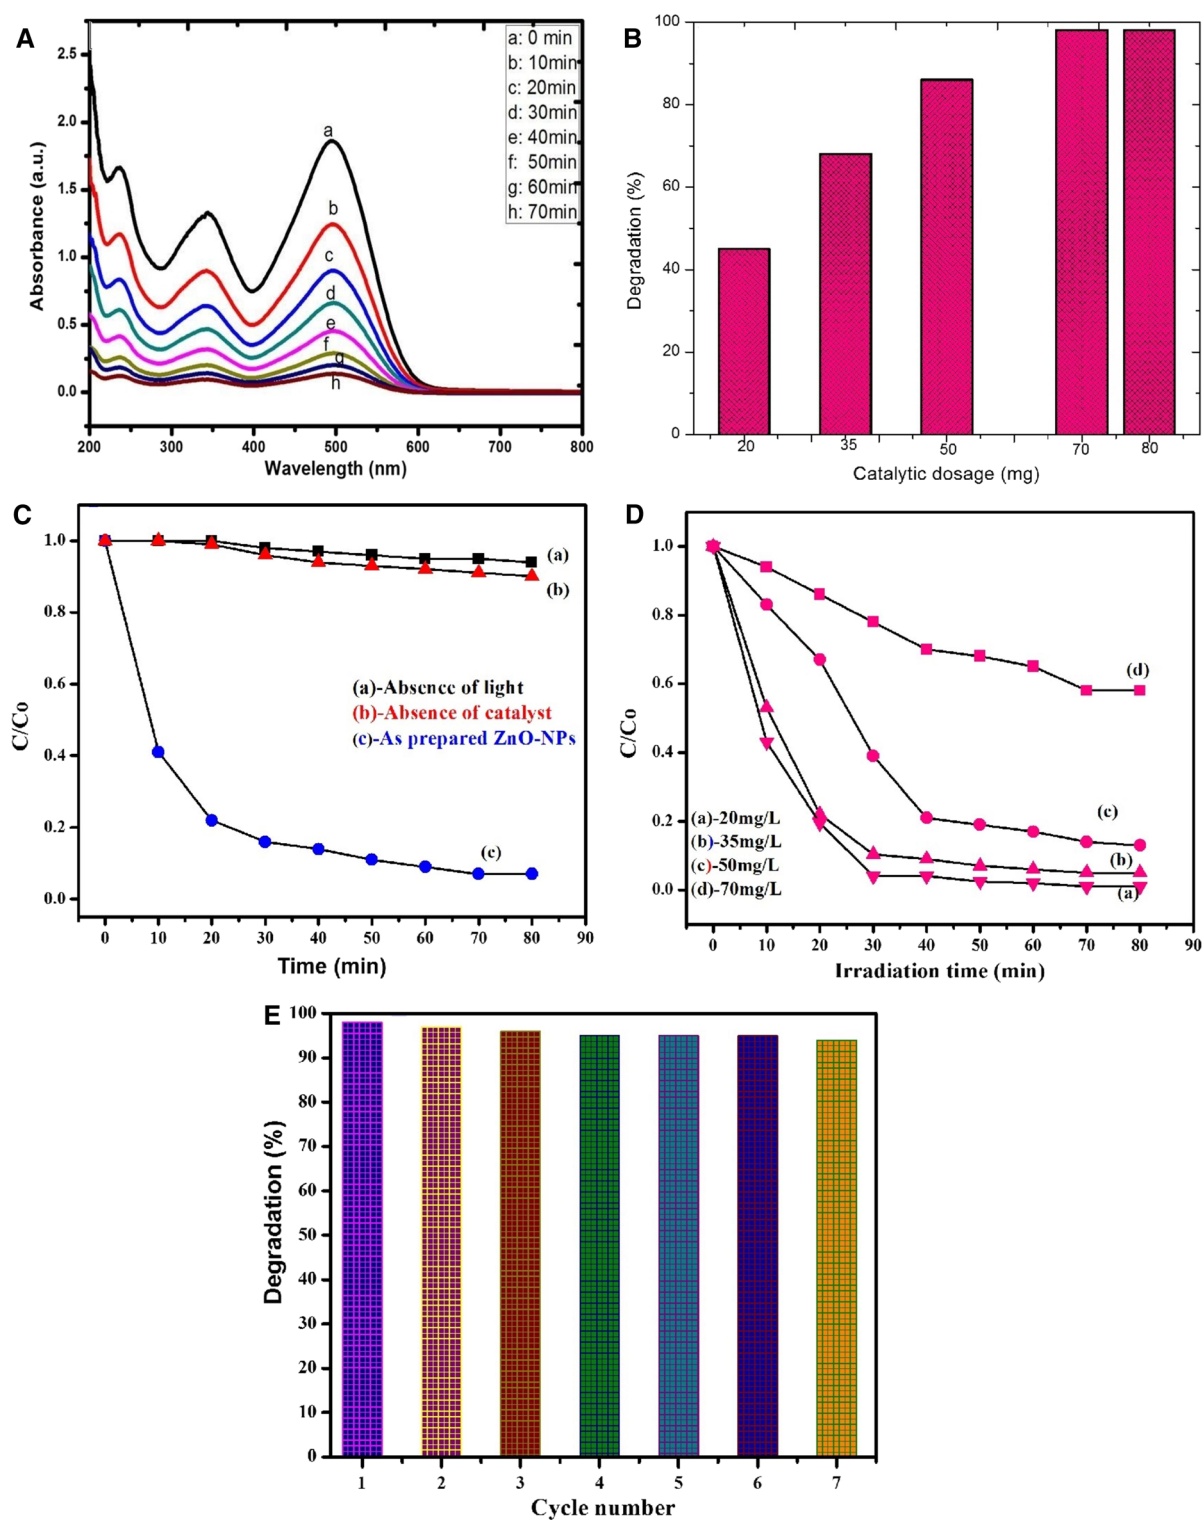 A
a: 0 min
b: 10min
c: 20min
d: 30min
e: 40min
f: 50min
g: 60min
h: 70min
2.5
2.0
1.5
1.0
0.5
0.0
a
b
c
d
e
f
g
h
Absorbance (a.u.)
200 300 400 500 600 700 800
Wavelength (nm)
B
100
80
60
40
20
0
Degradation (%)
20 35 50 70 80
Catalytic dosage (mg)
C
1.0
0.8
0.6
0.4
0.2
0.0
C/Co
(a)
(b)
(a)-Absence of light
(b)-Absence of catalyst
(c)-As prepared ZnO-NPs
(c)
0 10 20 30 40 50 60 70 80 90
Time (min)
D
1.0
0.8
0.6
0.4
0.2
0.0
C/Co
(d)
(c)
(b)
(a)
(a)-20mg/L
(b)-35mg/L
(c)-50mg/L
(d)-70mg/L
0 10 20 30 40 50 60 70 80 90
Irradiation time (min)
E
100
90
80
70
60
50
40
30
20
10
0
Degradation (%)
1 2 3 4 5 6 7
Cycle number